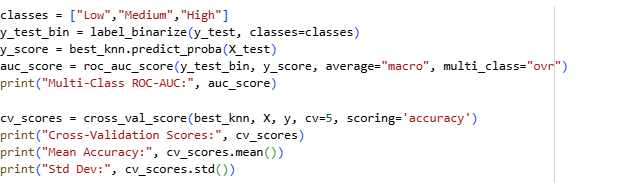 classes = ["Low","Medium","High"]
y_test_bin = label_binarize(y_test, classes=classes)
y_score = best_knn.predict_proba(X_test)
auc_score = roc_auc_score(y_test_bin, y_score, average="macro", multi_class="ovr")
print("Multi-Class ROC-AUC:", auc_score)
cv_scores = cross_val_score(best_knn, X, y, cv=5, scoring='accuracy')
print("Cross-Validation Scores:", cv_scores)
print("Mean Accuracy:", cv_scores.mean())
print("Std Dev:", cv_scores.std())